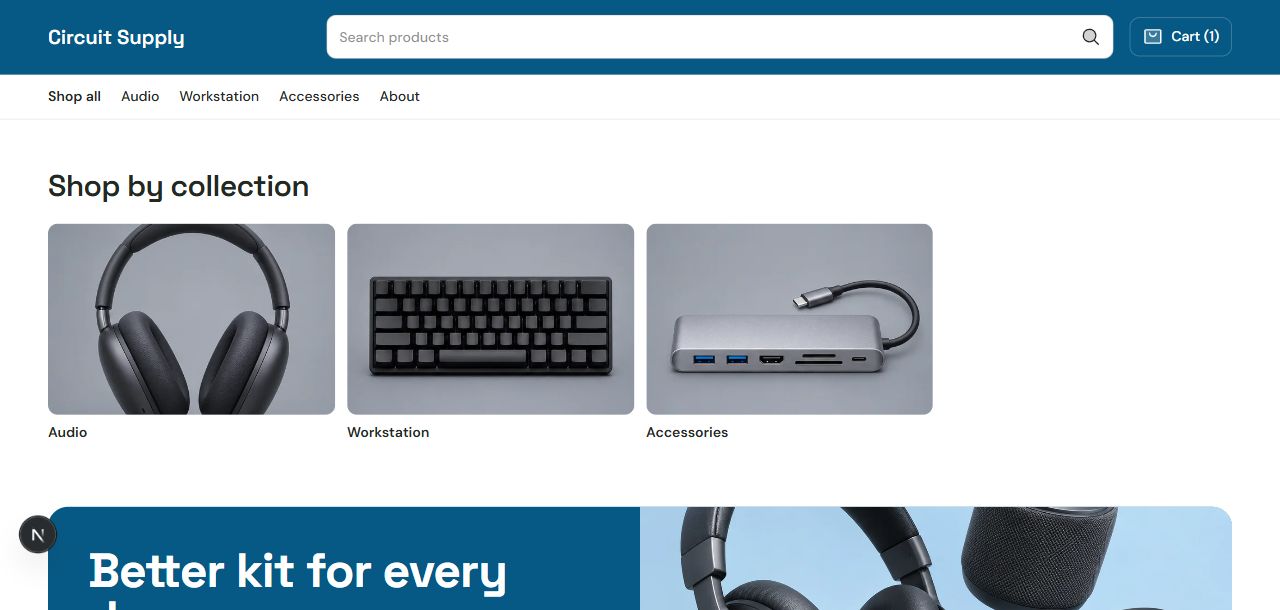 Circuit Supply
Search products
Cart (1)
Shop all
Audio
Workstation
Accessories
About
Shop by collection
Audio
Workstation
Accessories
N
Better kit for every